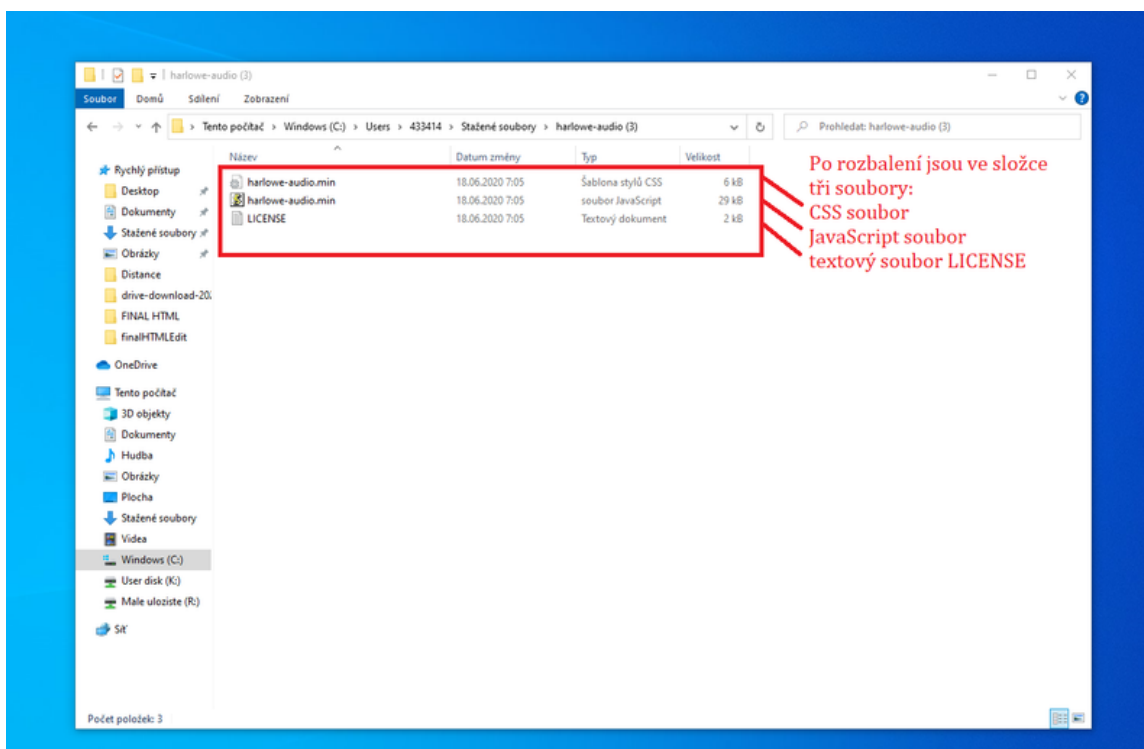 harlowe-audio (3)
Soubor Domů Sdílení Zobrazení
Tento počítač > Windows (C:) > Users > 433414 > Stažené soubory > harlowe-audio (3)
Prohledat: harlowe-audio (3)
Název Datum změny Typ Velikost
harlowe-audio.min 18.06.2020 7:05 Šablona stylů CSS 6 kB
harlowe-audio.min 18.06.2020 7:05 soubor JavaScript 29 kB
LICENSE 18.06.2020 7:05 Textový dokument 2 kB
Po rozbalení jsou ve složce
tři soubory:
CSS soubor
JavaScript soubor
textový soubor LICENSE
Rychlý přístup
Desktop
Dokumenty
Stažené soubory
Obrázky
Distance
drive-download-202
FINAL HTML
finalHTMLEdit
OneDrive
Tento počítač
3D objekty
Dokumenty
Hudba
Obrázky
Plocha
Stažené soubory
Videa
Windows (C:)
User disk (K:)
Male uloziste (R:)
Síť
Počet položek: 3